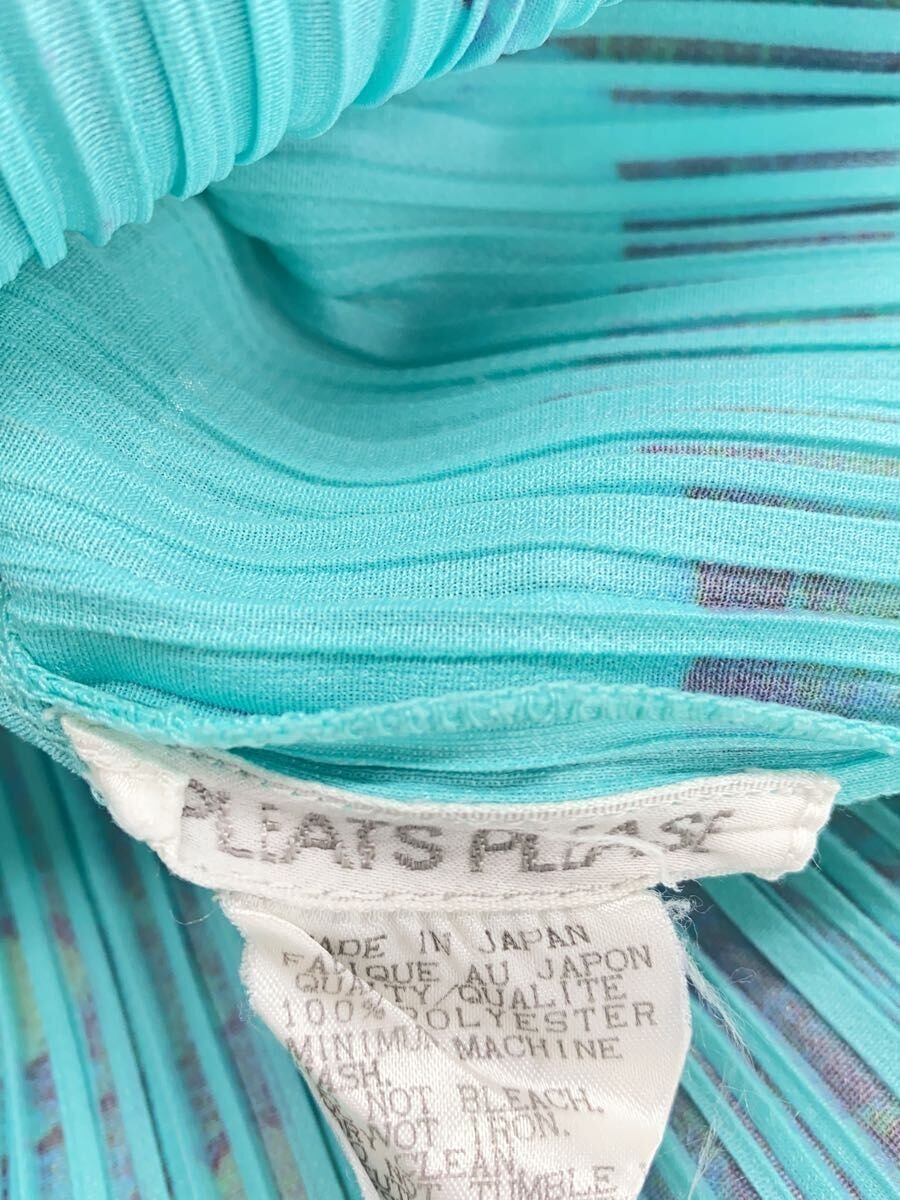 PLEATS PLEASE
MADE IN JAPAN
AU JAPON
QUALITY/QUALITE
100% POLYESTER
MINIMUM MACHINE
WASH.
NOT BLEACH.
NOT IRON.
CLEAN.
TUMBLE